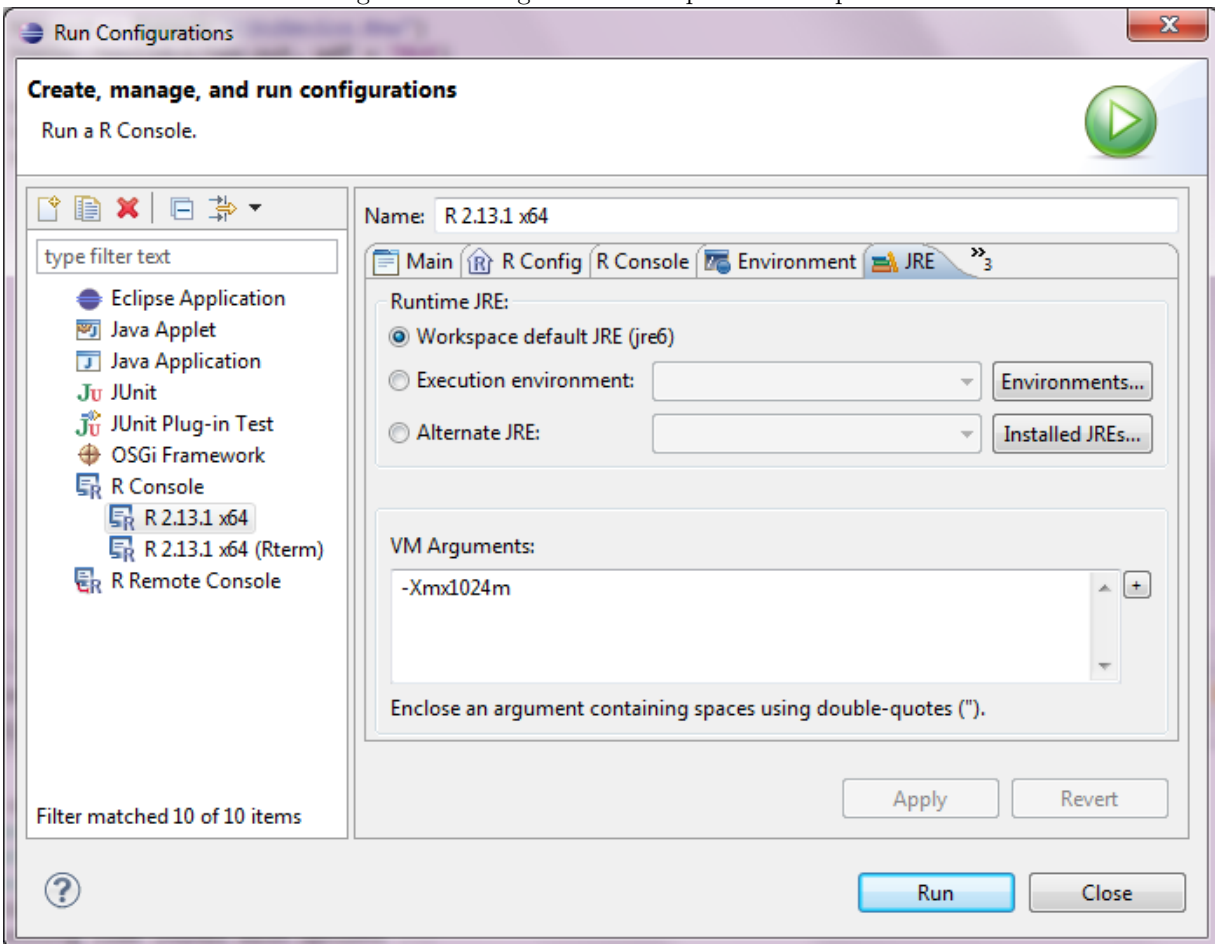 Run Configurations
Create, manage, and run configurations
Run a R Console.
Name: R 2.13.1 x64
type filter text
Main R Config R Console Environment JRE »3
Eclipse Application
Java Applet
Java Application
JUnit
JUnit Plug-in Test
OSGi Framework
R Console
R 2.13.1 x64
R 2.13.1 x64 (Rterm)
R Remote Console
Filter matched 10 of 10 items
Runtime JRE:
Workspace default JRE (jre6)
Execution environment: Environments...
Alternate JRE: Installed JREs...
VM Arguments:
-Xmx1024m
Enclose an argument containing spaces using double-quotes (").
Apply Revert
Run Close